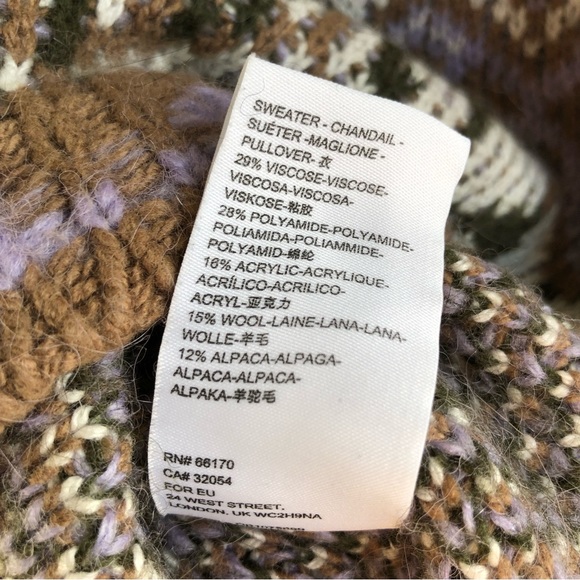 SWEATER - CHANDAIL -
SUÉTER -MAGLIONE -
PULLOVER- 衣
29% VISCOSE-VISCOSE-
VISCOSA-VISCOSA-
VISKOSE-粘胶
28% POLYAMIDE-POLYAMIDE-
POLIAMIDA-POLIAMMIDE-
POLYAMID-綿纶
16% ACRYLIC-ACRYLIQUE-
ACRÍLICO-ACRILICO-
ACRYL-亚克力
15% WOOL-LAINE-LANA-LANA-
WOLLE-羊毛
12% ALPACA-ALPAGA-
ALPACA-ALPACA-
ALPAKA-羊驼毛
RN# 66170
CA# 32054
FOR EU
24 WEST STREET,
LONDON, UK WC2H9NA